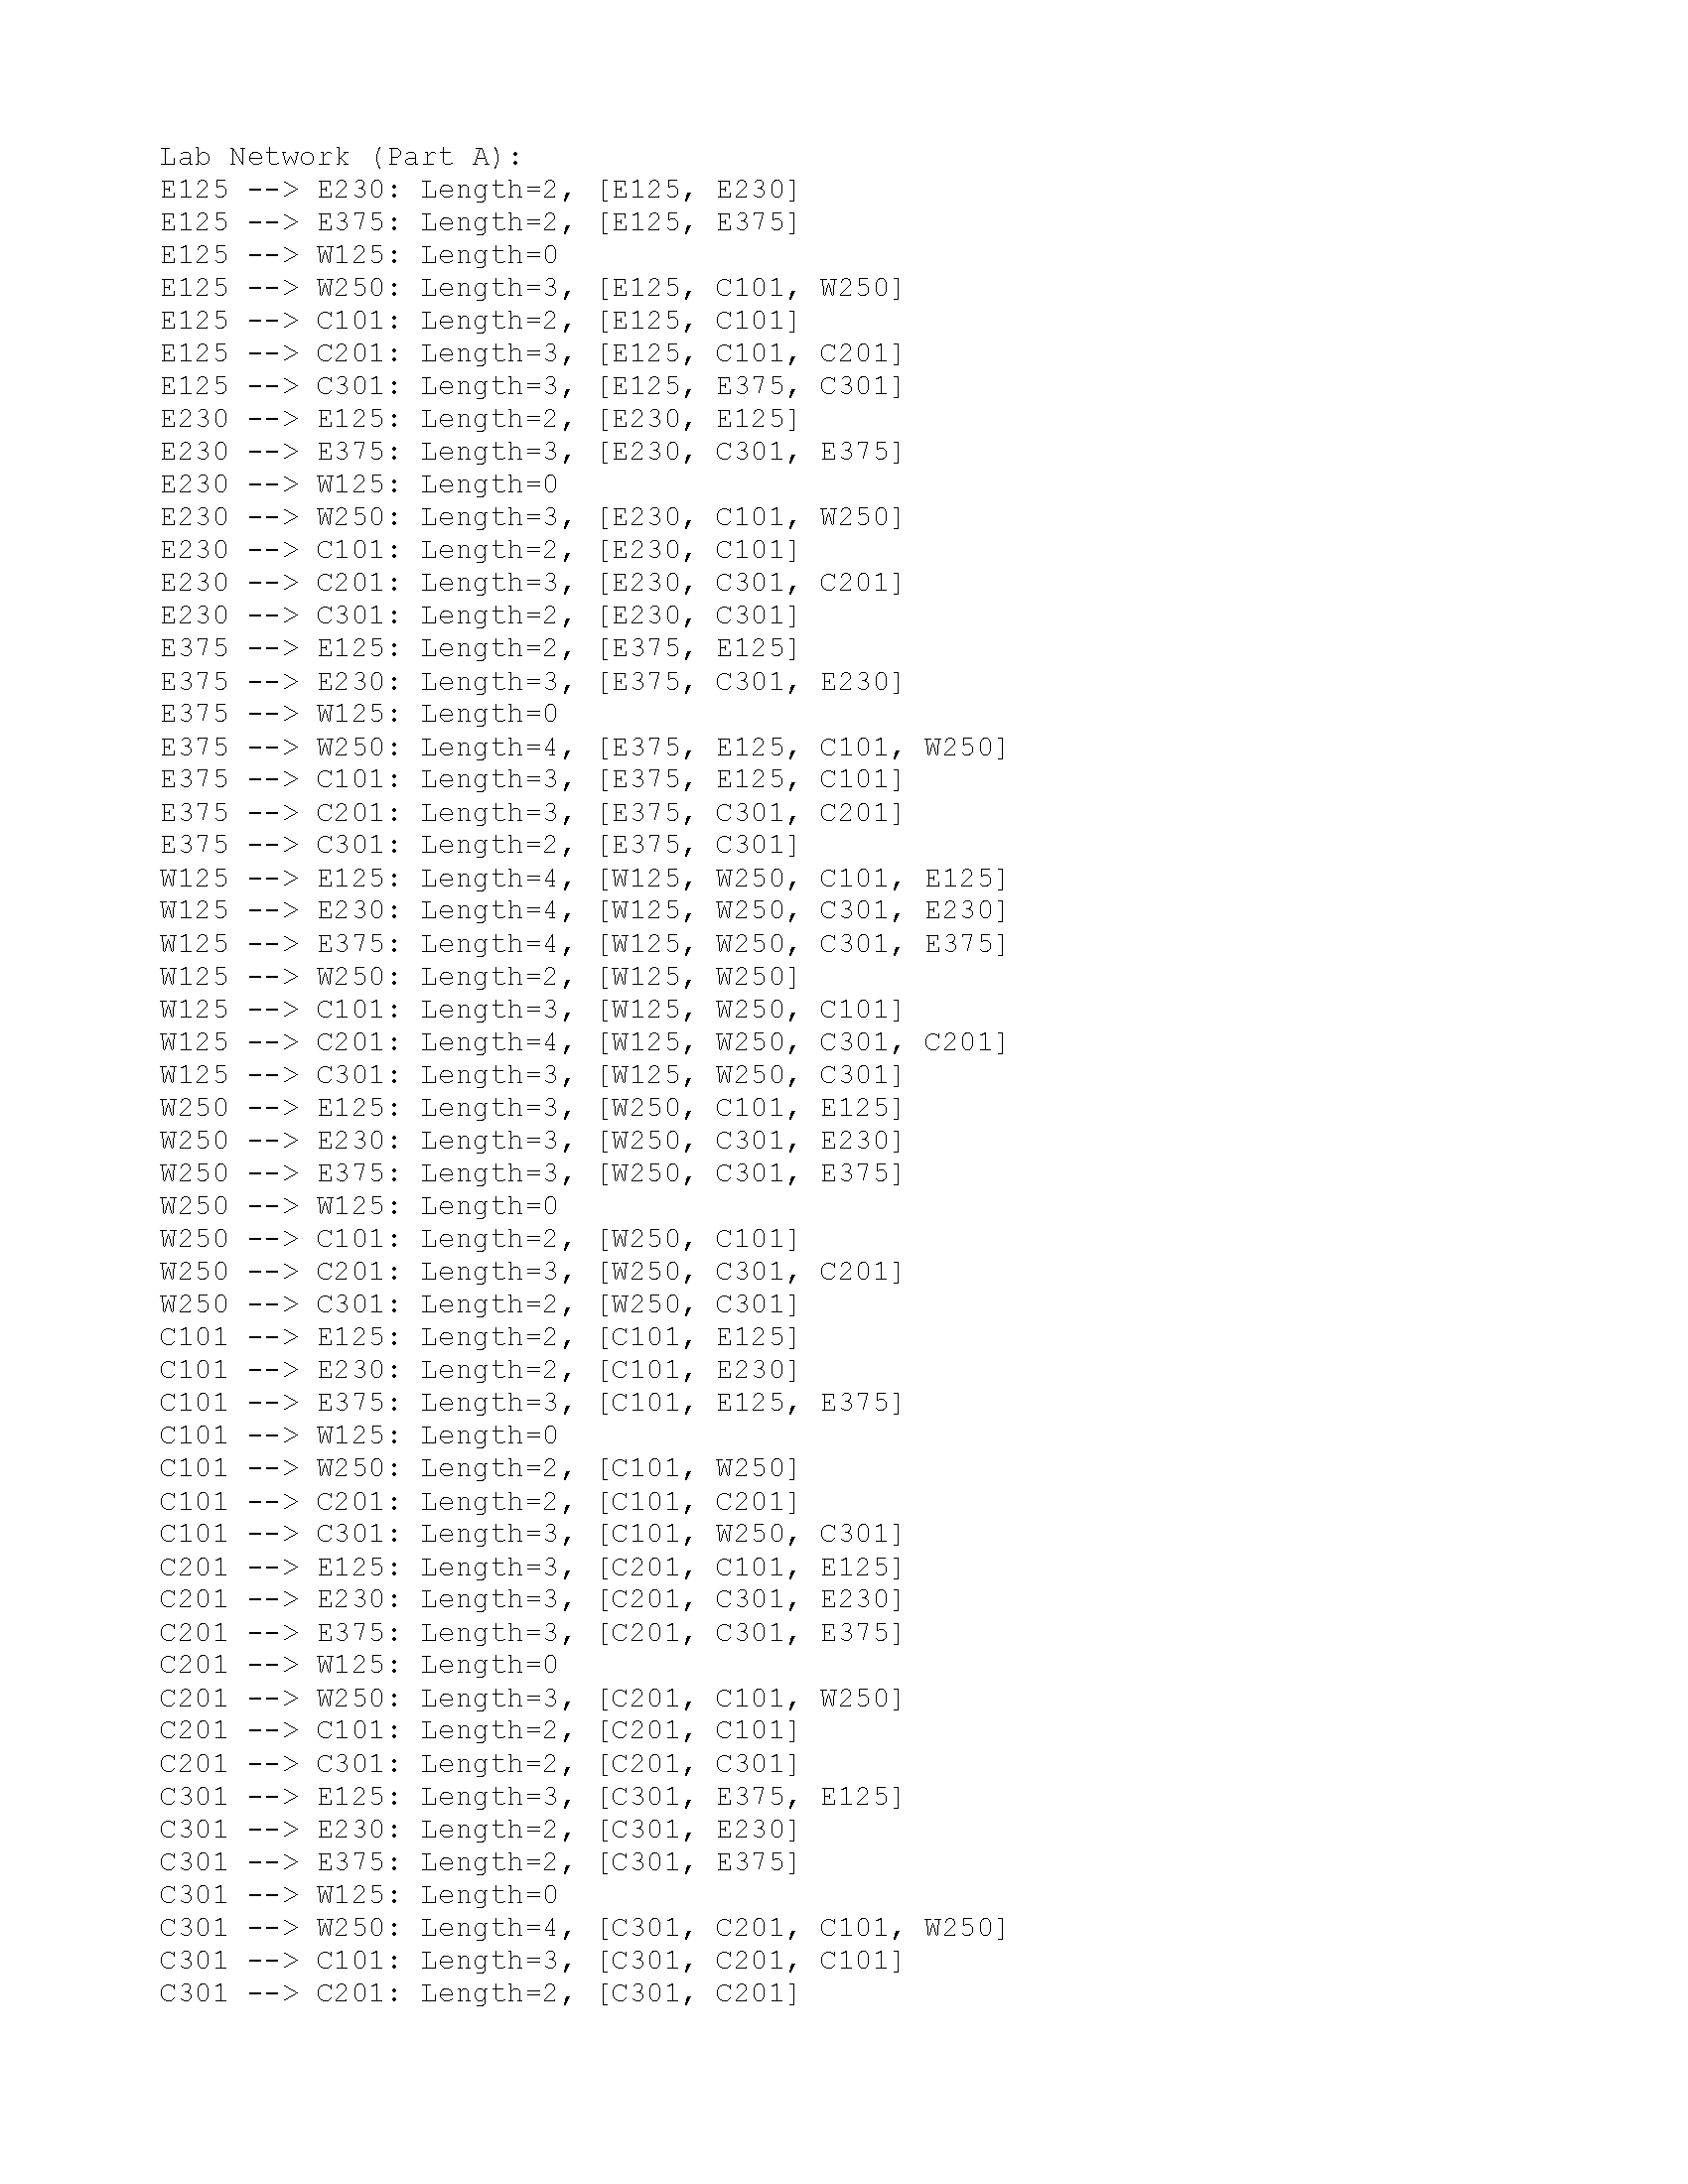 Lab Network (Part A):
E125 --> E230: Length=2, [E125, E230]
E125 --> E375: Length=2, [E125, E375]
E125 --> W125: Length=0
E125 --> W250: Length=3, [E125, C101, W250]
E125 --> C101: Length=2, [E125, C101]
E125 --> C201: Length=3, [E125, C101, C201]
E125 --> C301: Length=3, [E125, E375, C301]
E230 --> E125: Length=2, [E230, E125]
E230 --> E375: Length=3, [E230, C301, E375]
E230 --> W125: Length=0
E230 --> W250: Length=3, [E230, C101, W250]
E230 --> C101: Length=2, [E230, C101]
E230 --> C201: Length=3, [E230, C301, C201]
E230 --> C301: Length=2, [E230, C301]
E375 --> E125: Length=2, [E375, E125]
E375 --> E230: Length=3, [E375, C301, E230]
E375 --> W125: Length=0
E375 --> W250: Length=4, [E375, E125, C101, W250]
E375 --> C101: Length=3, [E375, E125, C101]
E375 --> C201: Length=3, [E375, C301, C201]
E375 --> C301: Length=2, [E375, C301]
W125 --> E125: Length=4, [W125, W250, C101, E125]
W125 --> E230: Length=4, [W125, W250, C301, E230]
W125 --> E375: Length=4, [W125, W250, C301, E375]
W125 --> W250: Length=2, [W125, W250]
W125 --> C101: Length=3, [W125, W250, C101]
W125 --> C201: Length=4, [W125, W250, C301, C201]
W125 --> C301: Length=3, [W125, W250, C301]
W250 --> E125: Length=3, [W250, C101, E125]
W250 --> E230: Length=3, [W250, C301, E230]
W250 --> E375: Length=3, [W250, C301, E375]
W250 --> W125: Length=0
W250 --> C101: Length=2, [W250, C101]
W250 --> C201: Length=3, [W250, C301, C201]
W250 --> C301: Length=2, [W250, C301]
C101 --> E125: Length=2, [C101, E125]
C101 --> E230: Length=2, [C101, E230]
C101 --> E375: Length=3, [C101, E125, E375]
C101 --> W125: Length=0
C101 --> W250: Length=2, [C101, W250]
C101 --> C201: Length=2, [C101, C201]
C101 --> C301: Length=3, [C101, W250, C301]
C201 --> E125: Length=3, [C201, C101, E125]
C201 --> E230: Length=3, [C201, C301, E230]
C201 --> E375: Length=3, [C201, C301, E375]
C201 --> W125: Length=0
C201 --> W250: Length=3, [C201, C101, W250]
C201 --> C101: Length=2, [C201, C101]
C201 --> C301: Length=2, [C201, C301]
C301 --> E125: Length=3, [C301, E375, E125]
C301 --> E230: Length=2, [C301, E230]
C301 --> E375: Length=2, [C301, E375]
C301 --> W125: Length=0
C301 --> W250: Length=4, [C301, C201, C101, W250]
C301 --> C101: Length=3, [C301, C201, C101]
C301 --> C201: Length=2, [C301, C201]